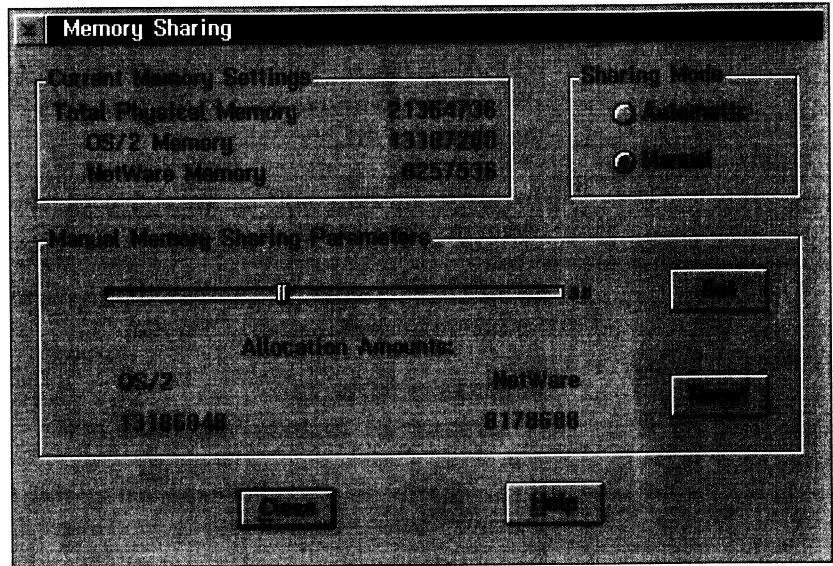 Memory Sharing
Current Memory Settings
Total Physical Memory 21364736
OS/2 Memory 13107200
NetWare Memory 8257536
Sharing Mode
Automatic
Manual
Manual Memory Sharing Parameters
Set
Allocation Amounts:
OS/2 NetWare
13186048 8178688
Close Help